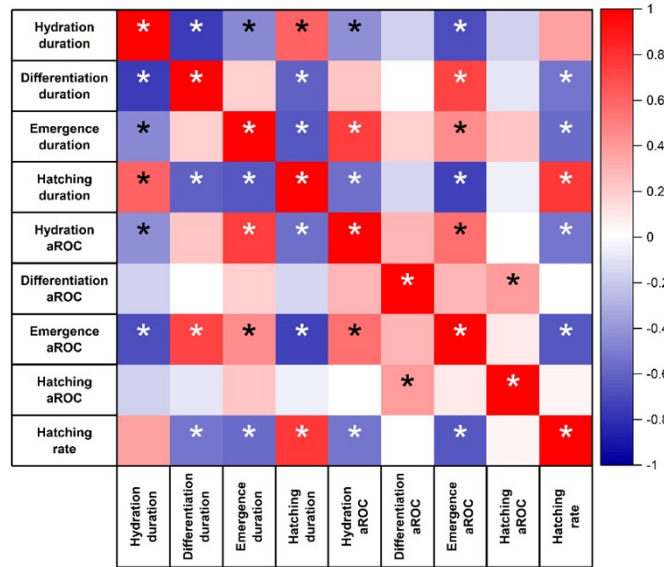 Hydration
duration
* * * * * *
Differentiation
duration
* * * * *
Emergence
duration
* * * * * *
Hatching
duration
* * * * * * *
Hydration
aROC
* * * * * *
Differentiation
aROC
* *
Emergence
aROC
* * * * * * *
Hatching
aROC
* *
Hatching
rate
* * * * * *
1
0.8
0.6
0.4
0.2
0
-0.2
-0.4
-0.6
-0.8
-1
Hydration
duration
Differentiation
duration
Emergence
duration
Hatching
duration
Hydration
aROC
Differentiation
aROC
Emergence
aROC
Hatching
aROC
Hatching
rate